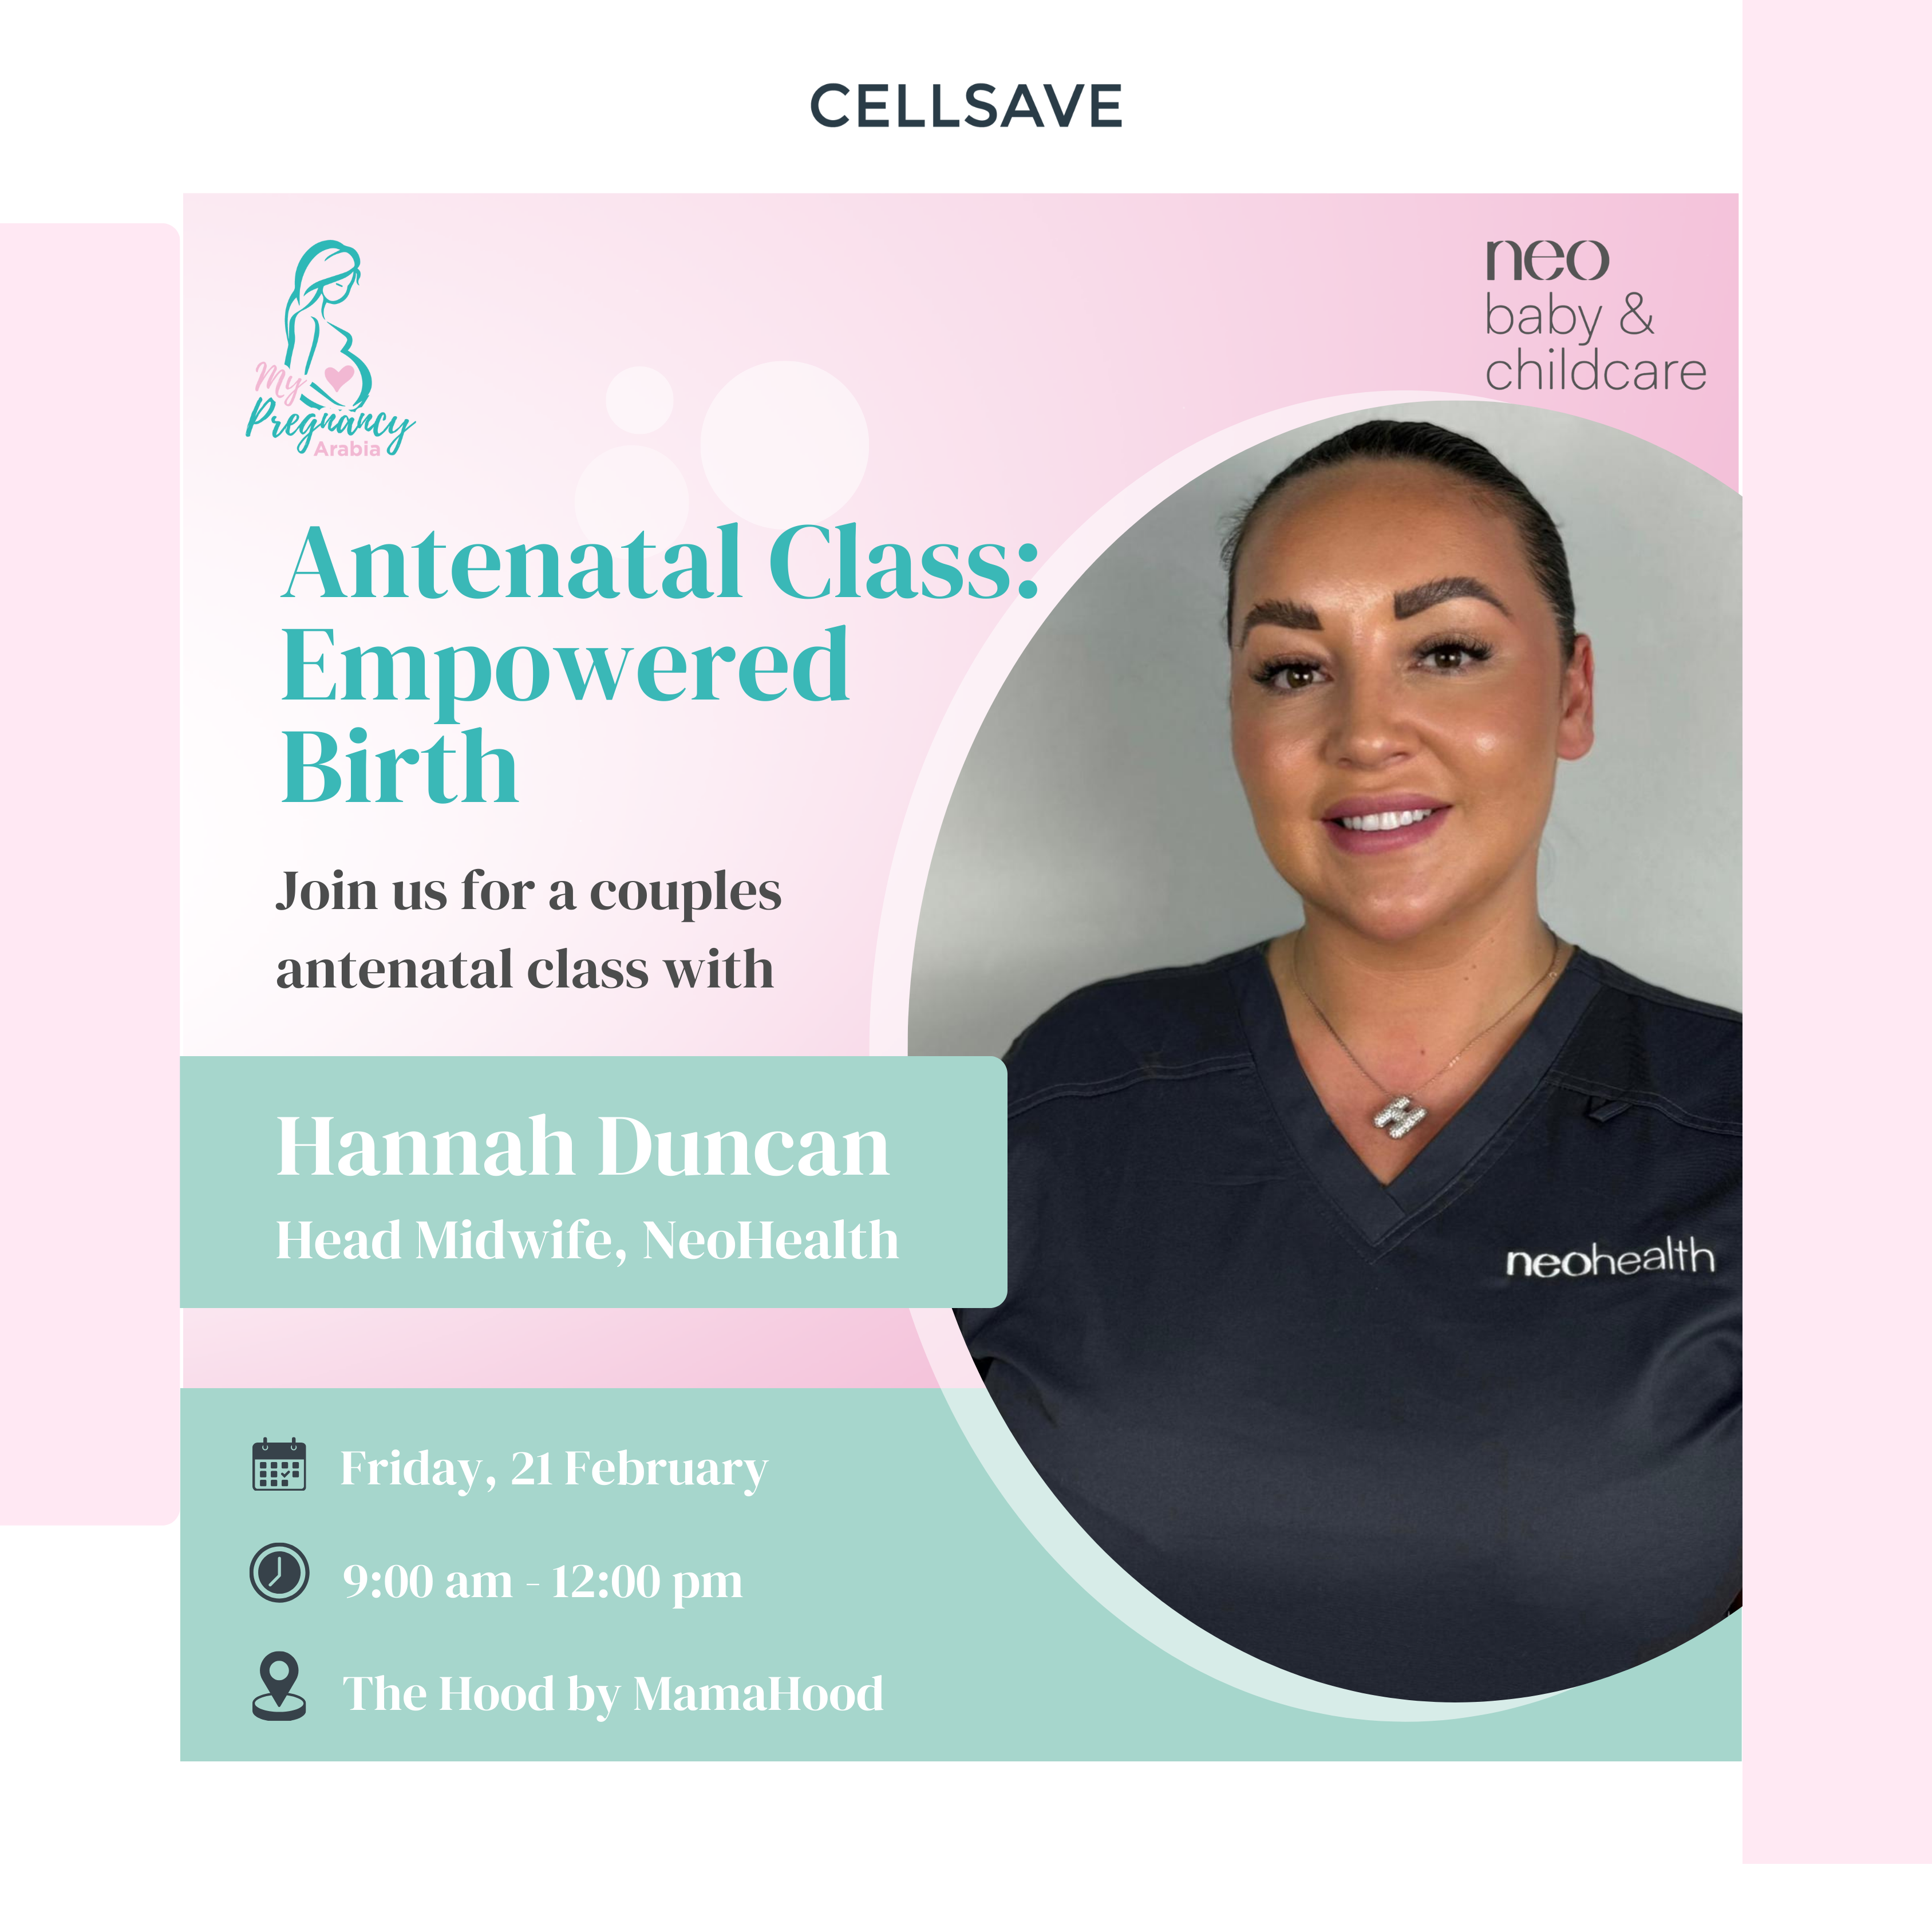 CELLSAVE
My
Pregnancy
Arabia
neo
baby &
childcare
Antenatal Class:
Empowered
Birth
Join us for a couples
antenatal class with
Hannah Duncan
Head Midwife, NeoHealth
H
neohealth
Friday, 21 February
9:00 am - 12:00 pm
The Hood by MamaHood